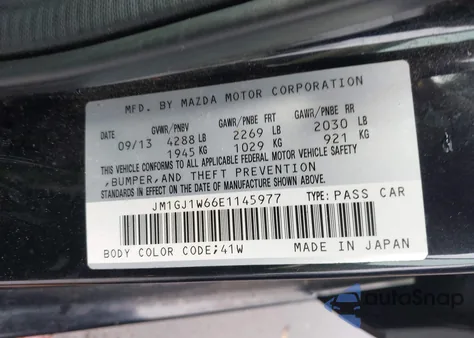 MFD. BY MAZDA MOTOR CORPORATION
DATE GVWR/PNBV GAWR/PNBE FRT GAWR/PNBE RR
09/13 4288 LB 2269 LB 2030 LB
1945 KG 1029 KG 921 KG
THIS VEHICLE CONFORMS TO ALL APPLICABLE FEDERAL MOTOR VEHICLE SAFETY,
,BUMPER,AND THEFT PREVENTION
STANDARDS IN EFFECT ON THE DATE OF MANUFACTURE SHOWN ABOVE.
JM1GJ1W66E1145977 TYPE: PASS CAR
BODY COLOR CODE;41W MADE IN JAPAN
autoSnap